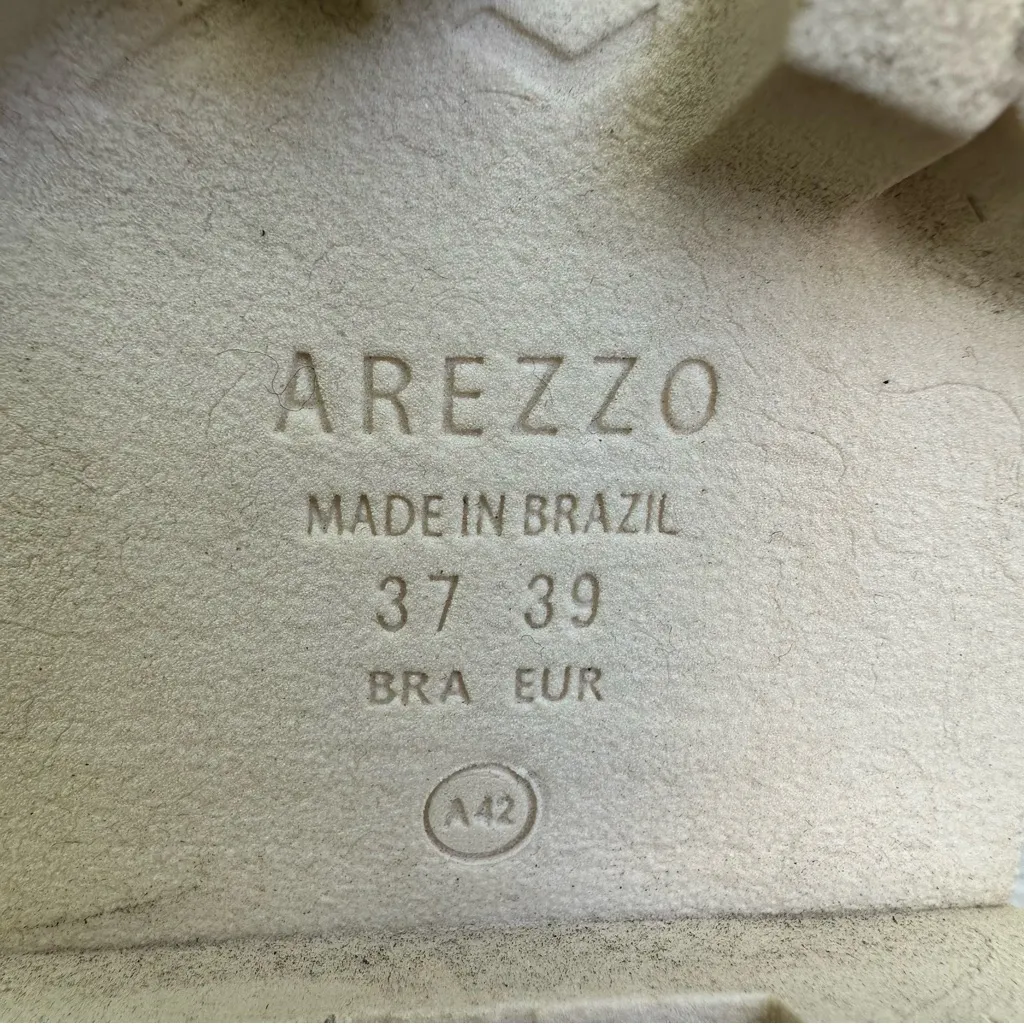 AREZZO
MADE IN BRAZIL
37 39
BRA EUR
A42